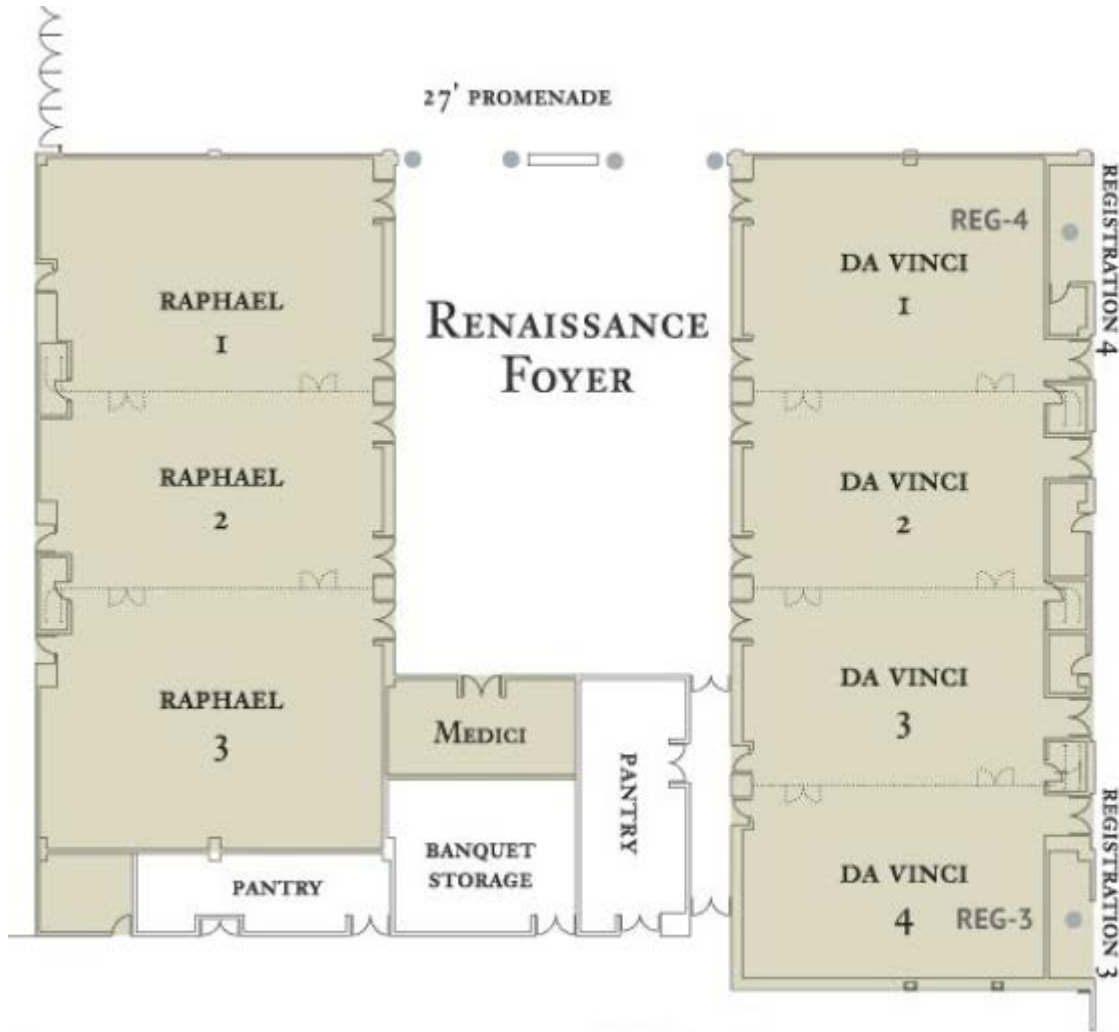 27' PROMENADE
REG-4
REGISTRATION 4
DA VINCI
1
RAPHAEL
1
RENAISSANCE
FOYER
RAPHAEL
2
DA VINCI
2
RAPHAEL
3
DA VINCI
3
MEDICI
PANTRY
BANQUET
STORAGE
PANTRY
DA VINCI
4
REG-3
REGISTRATION 3